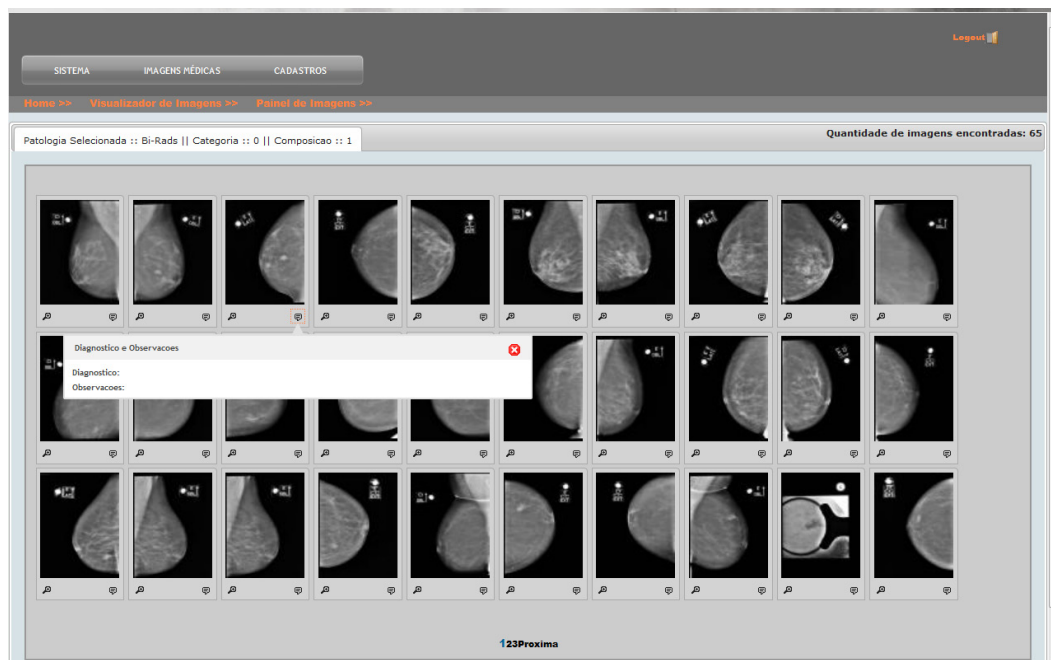 Logout
SISTEMA IMAGENS MÉDICAS CADASTROS
Home >> Visualizador de Imagens >> Painel de Imagens >>
Patologia Selecionada :: Bi-Rads || Categoria :: 0 || Composicao :: 1
Quantidade de imagens encontradas: 65
Diagnostico e Observacoes
Diagnostico:
Observacoes:
123Proxima